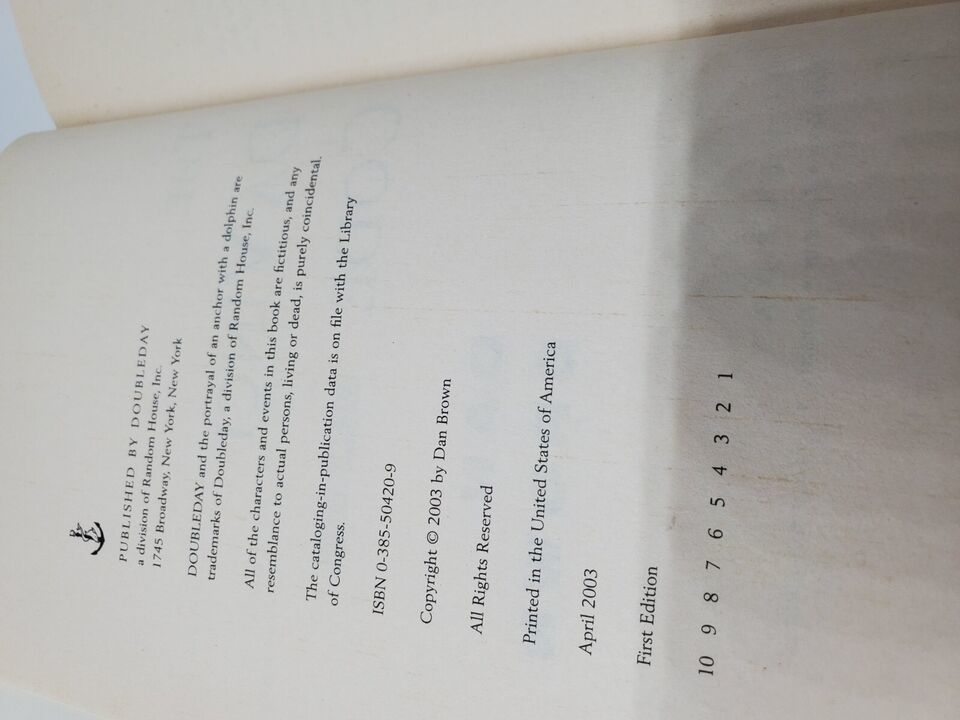 PUBLISHED BY DOUBLEDAY
a division of Random House, Inc.
1745 Broadway, New York, New York
DOUBLEDAY and the portrayal of an anchor with a dolphin are
trademarks of Doubleday, a division of Random House, Inc.
All of the characters and events in this book are fictitious, and any
resemblance to actual persons, living or dead, is purely coincidental.
The cataloging-in-publication data is on file with the Library
of Congress.
ISBN 0-385-50420-9
Copyright © 2003 by Dan Brown
All Rights Reserved
Printed in the United States of America
April 2003
First Edition
10 9 8 7 6 5 4 3 2 1